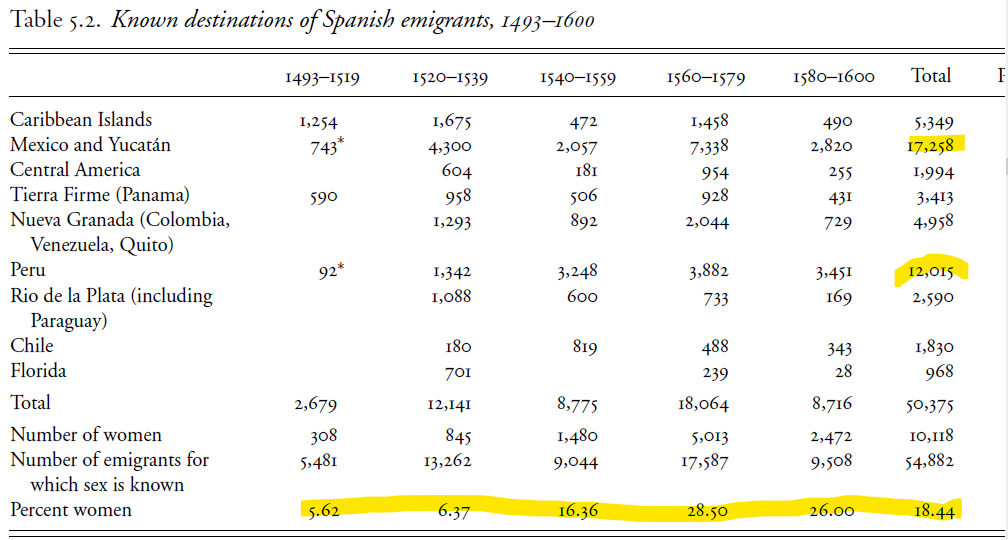 Table 5.2. Known destinations of Spanish emigrants, 1493–1600
1493–1519 1520–1539 1540–1559 1560–1579 1580–1600 Total P
Caribbean Islands 1,254 1,675 472 1,458 490 5,349
Mexico and Yucatán 743* 4,300 2,057 7,338 2,820 17,258
Central America 604 181 954 255 1,994
Tierra Firme (Panama) 590 958 506 928 431 3,413
Nueva Granada (Colombia, 1,293 892 2,044 729 4,958
Venezuela, Quito)
Peru 92* 1,342 3,248 3,882 3,451 12,015
Rio de la Plata (including 1,088 600 733 169 2,590
Paraguay)
Chile 180 819 488 343 1,830
Florida 701 239 28 968
Total 2,679 12,141 8,775 18,064 8,716 50,375
Number of women 308 845 1,480 5,013 2,472 10,118
Number of emigrants for 5,481 13,262 9,044 17,587 9,508 54,882
which sex is known
Percent women 5.62 6.37 16.36 28.50 26.00 18.44